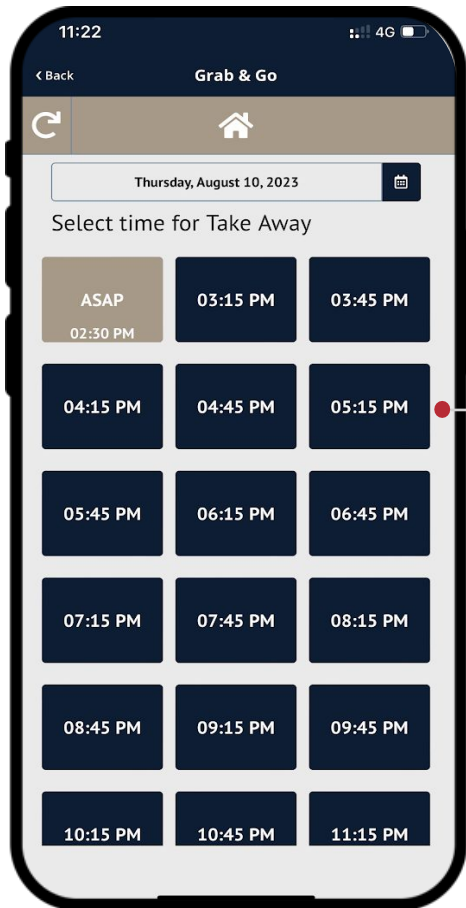 11:22 4G
Back Grab & Go
Thursday, August 10, 2023
Select time for Take Away
ASAP 03:15 PM 03:45 PM
02:30 PM
04:15 PM 04:45 PM 05:15 PM
05:45 PM 06:15 PM 06:45 PM
07:15 PM 07:45 PM 08:15 PM
08:45 PM 09:15 PM 09:45 PM
10:15 PM 10:45 PM 11:15 PM